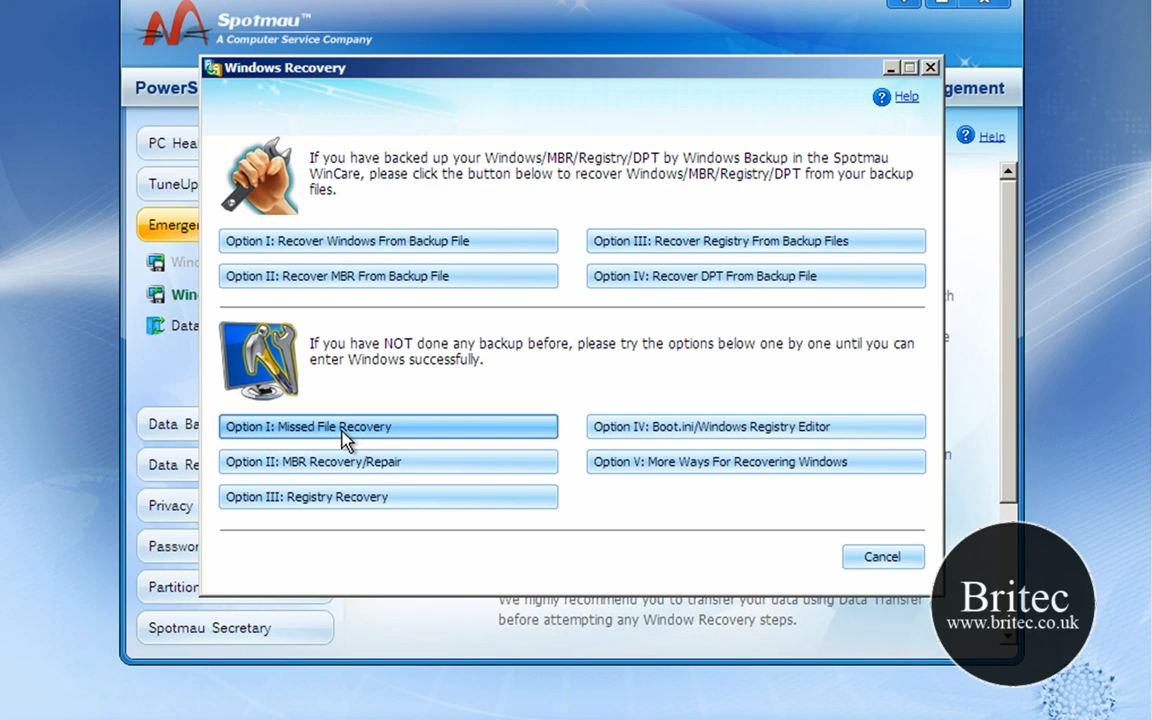 Spotmau™
A Computer Service Company
Windows Recovery
Help
Help
If you have backed up your Windows/MBR/Registry/DPT by Windows Backup in the Spotmau
WinCare, please click the button below to recover Windows/MBR/Registry/DPT from your backup
files.
Option I: Recover Windows From Backup File
Option III: Recover Registry From Backup Files
Option II: Recover MBR From Backup File
Option IV: Recover DPT From Backup File
If you have NOT done any backup before, please try the options below one by one until you can
enter Windows successfully.
Option I: Missed File Recovery
Option IV: Boot.ini/Windows Registry Editor
Option II: MBR Recovery/Repair
Option V: More Ways For Recovering Windows
Option III: Registry Recovery
Cancel
PowerS
gement
PC Hea
TuneUp
Emerge
Wind
Win
Data
Data Ba
Data Re
Privacy
Passwor
Partition
Spotmau Secretary
We highly recommend you to transfer your data using Data Transfer
before attempting any Window Recovery steps.
Britec
www.britec.co.uk